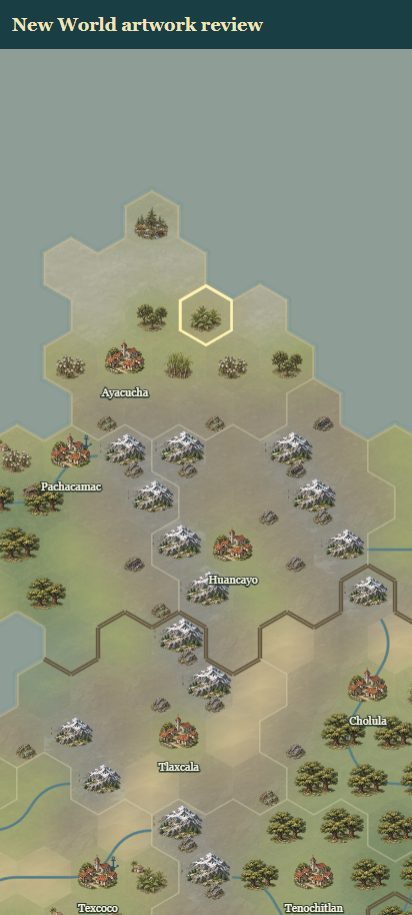 New World artwork review
Ayacucha
Pachacamac
Huancayo
Cholula
Tlaxcala
Texcoco
Tenochitlan